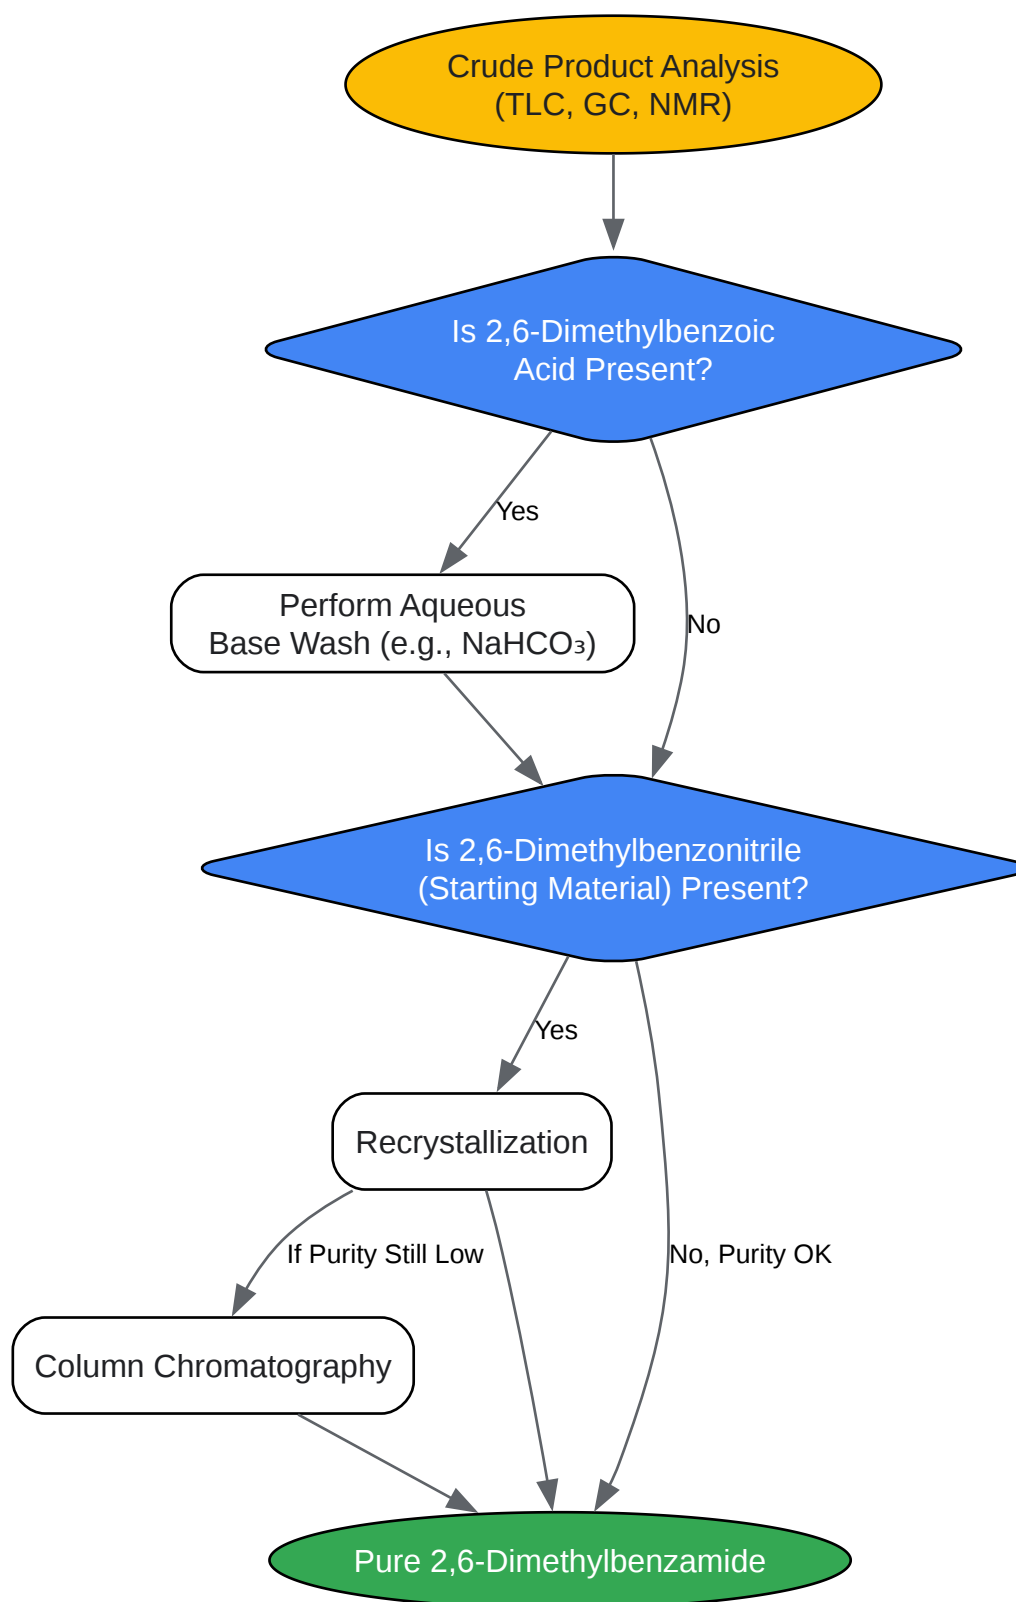 Crude Product Analysis
(TLC, GC, NMR)
Is 2,6-Dimethylbenzoic
Acid Present?
Yes
No
Perform Aqueous
Base Wash (e.g., NaHCO₃)
Is 2,6-Dimethylbenzonitrile
(Starting Material) Present?
Yes
Recrystallization
If Purity Still Low
No, Purity OK
Column Chromatography
Pure 2,6-Dimethylbenzamide